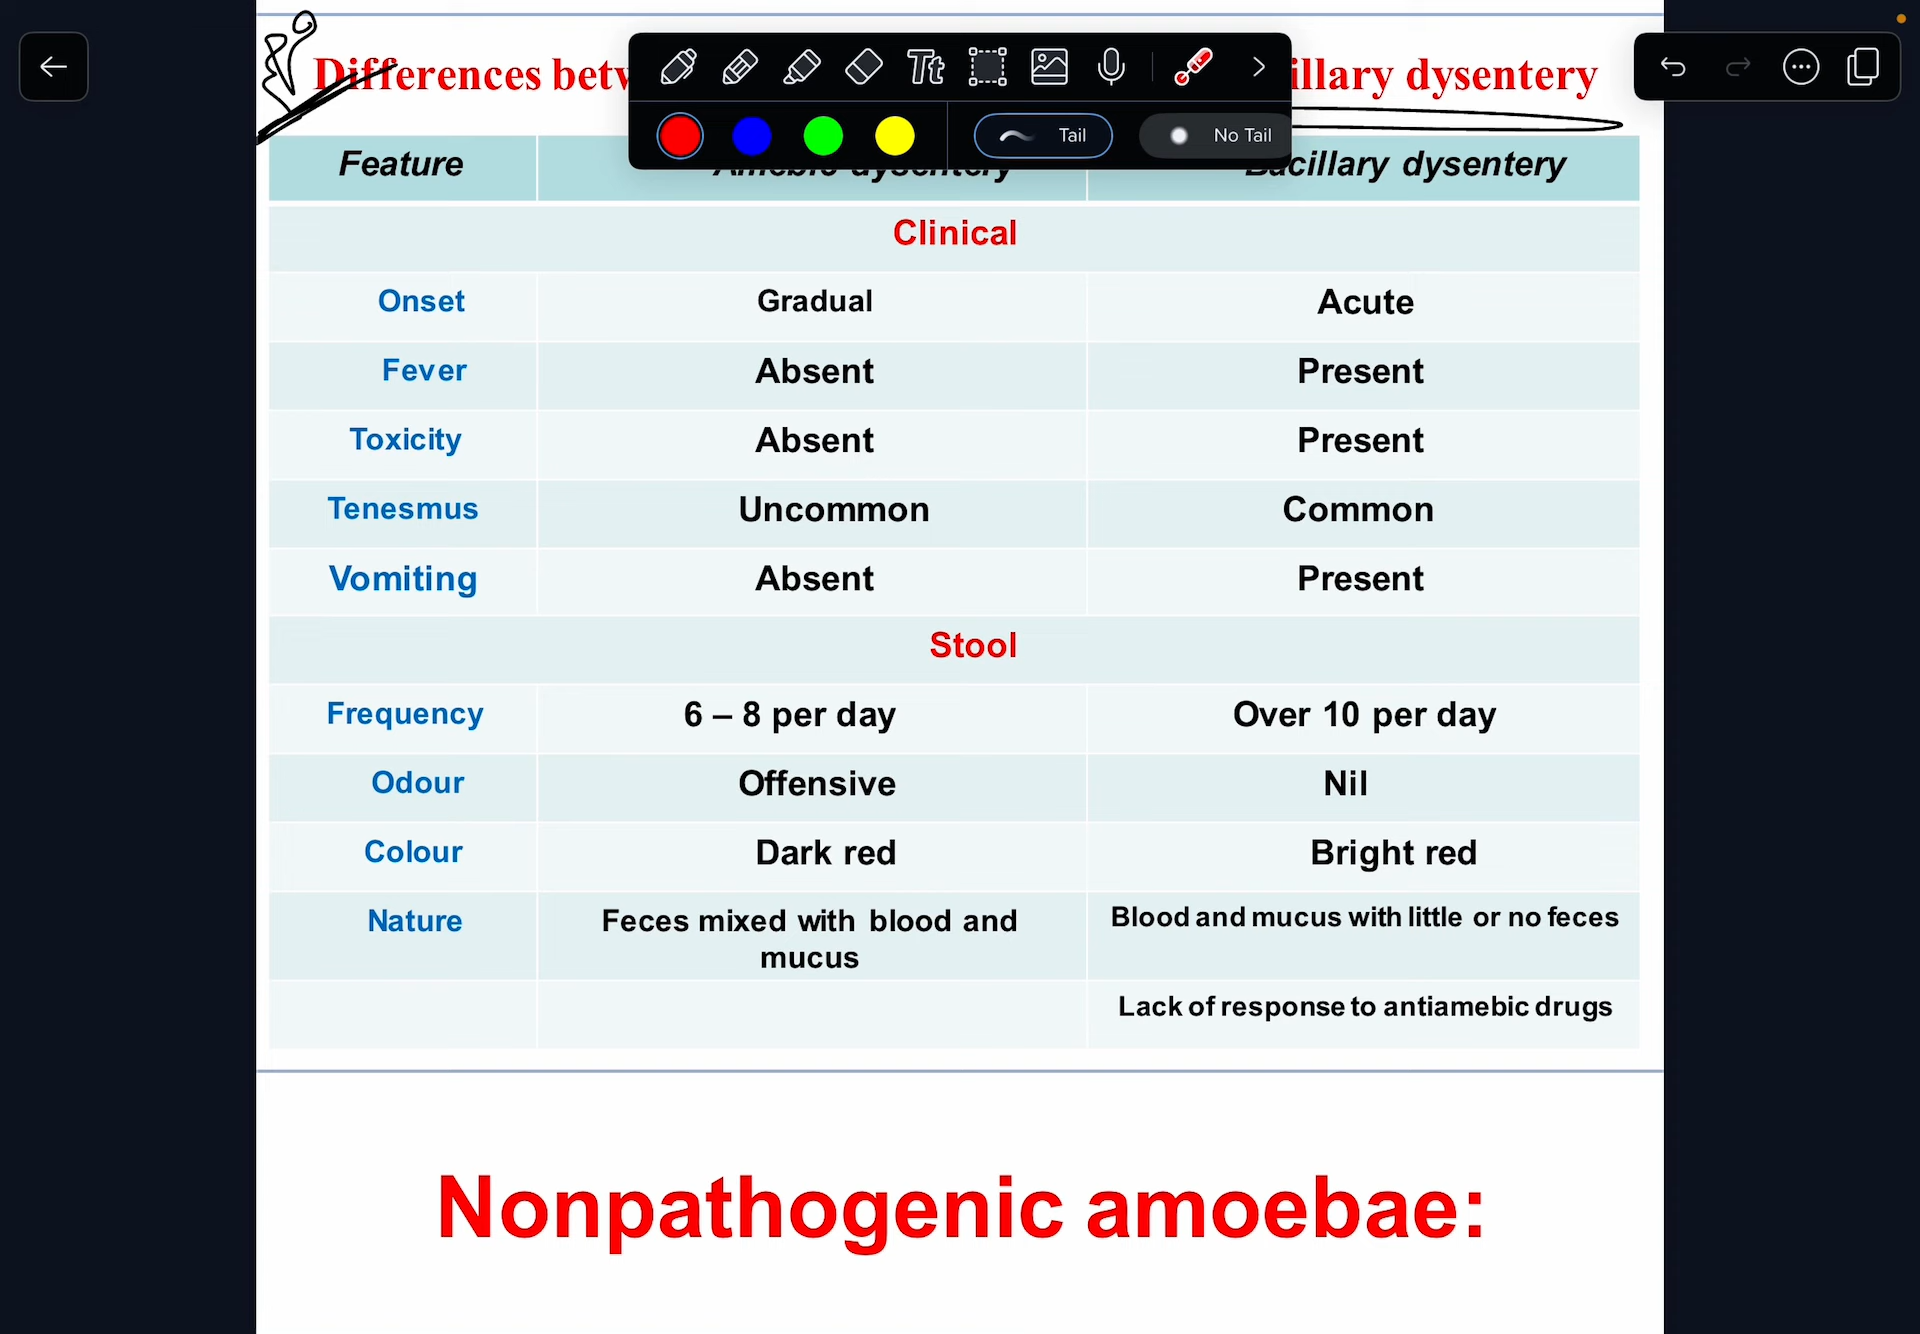 Differences betw
illary dysentery
Tail
No Tail
Feature
Amebic dysentery
Bacillary dysentery
Clinical
Onset
Gradual
Acute
Fever
Absent
Present
Toxicity
Absent
Present
Tenesmus
Uncommon
Common
Vomiting
Absent
Present
Stool
Frequency
6 – 8 per day
Over 10 per day
Odour
Offensive
Nil
Colour
Dark red
Bright red
Nature
Feces mixed with blood and
mucus
Blood and mucus with little or no feces
Lack of response to antiamebic drugs
Nonpathogenic amoebae: